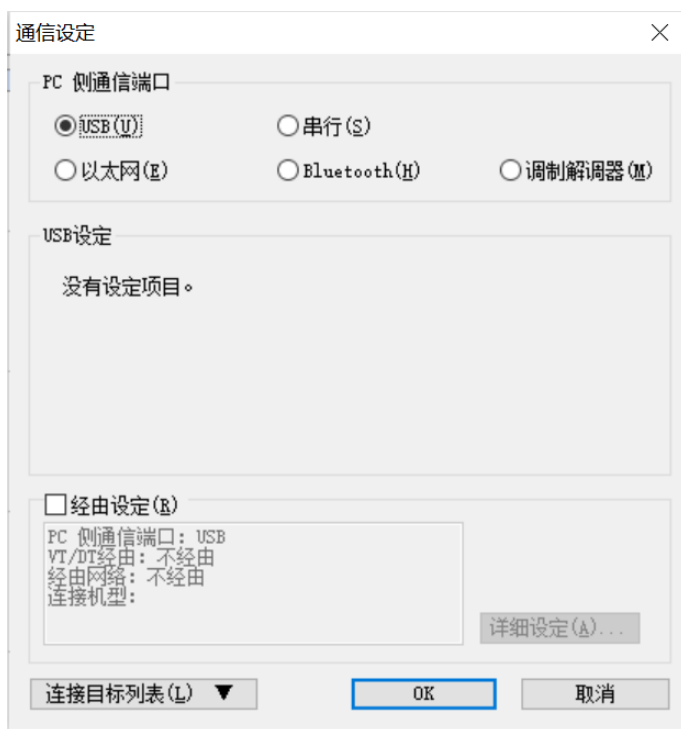 通信设定
PC 侧通信端口
USB(U) 串行(S)
以太网(E) Bluetooth(H) 调制解调器(M)
USB设定
没有设定项目。
经由设定(R)
PC 侧通信端口: USB
VT/DT经由: 不经由
经由网络: 不经由
连接机型:
详细设定(A)...
连接目标列表(L) ▼ OK 取消